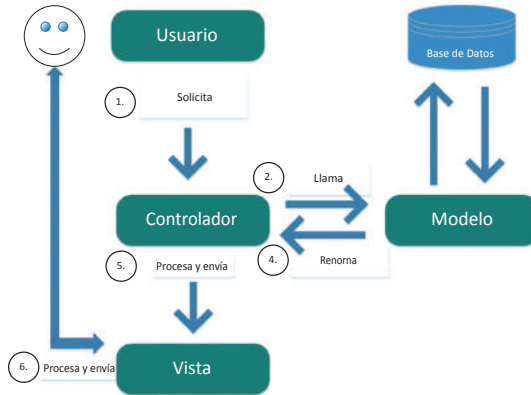 Usuario
Base de Datos
1.
Solicita
2.
Llama
Controlador
Modelo
5.
Procesa y envía
4.
Renorna
6.
Procesa y envía
Vista